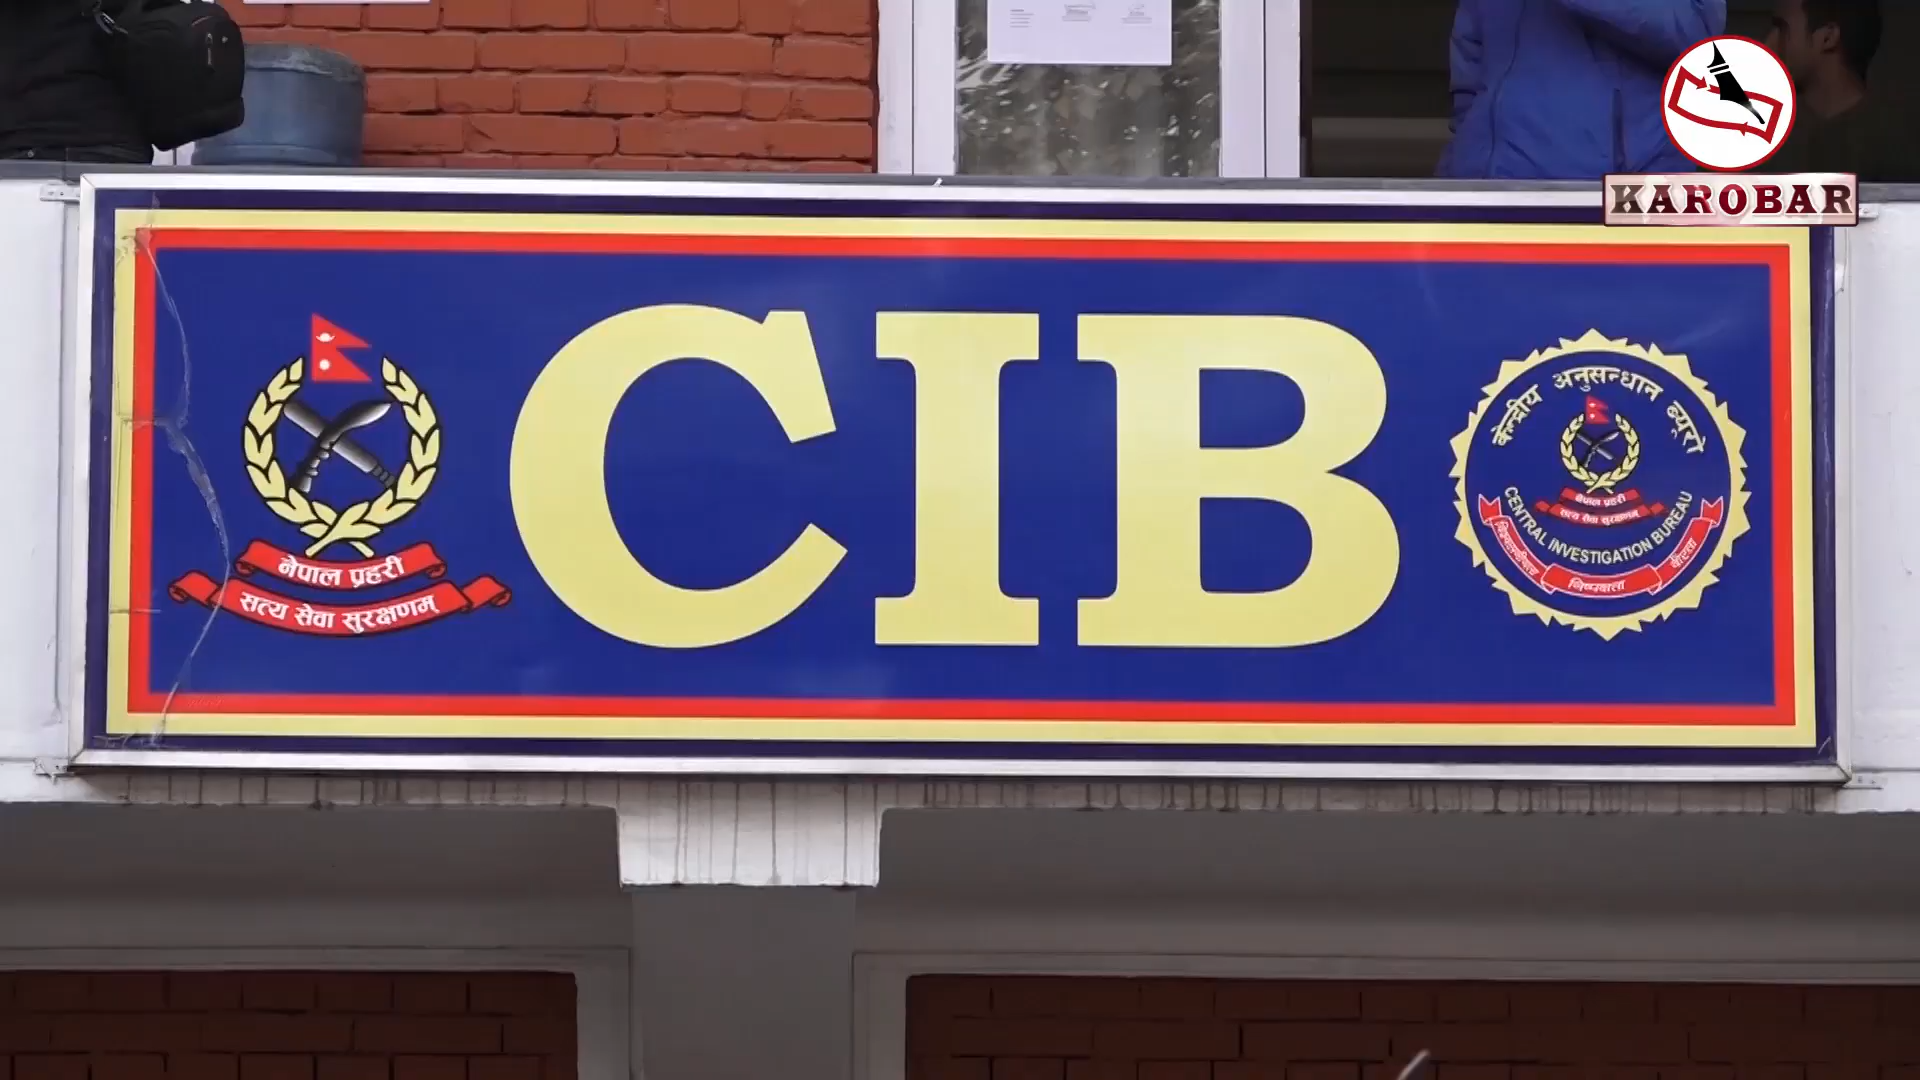 KAROBAR
CIB
नेपाल प्रहरी
सत्य सेवा सुरक्षणम्
केन्द्रीय अनुसन्धान ब्यूरो
नेपाल प्रहरी
सत्य सेवा सुरक्षणम्
CENTRAL INVESTIGATION BUREAU